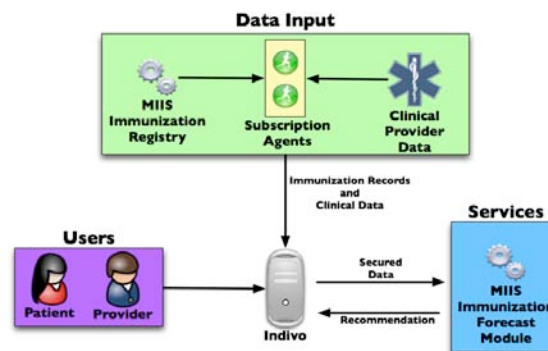 Data Input
MIIS
Immunization
Registry
Subscription
Agents
Clinical
Provider
Data
Immunization Records
and
Clinical Data
Services
Users
Patient
Provider
Indivo
Secured
Data
Recommendation
MIIS
Immunization
Forecast
Module